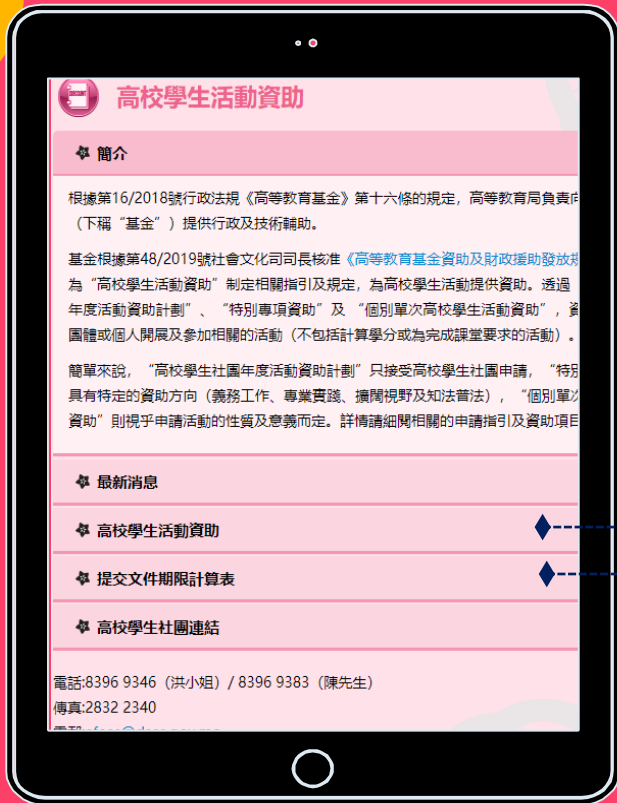 高校學生活動資助
簡介
根據第16/2018號行政法規《高等教育基金》第十六條的規定，高等教育局負責向
（下稱“基金”）提供行政及技術輔助。
基金根據第48/2019號社會文化司司長核准《高等教育基金資助及財政援助發放規
為“高校學生活動資助”制定相關指引及規定，為高校學生活動提供資助。透過
年度活動資助計劃”、“特別專項資助”及“個別單次高校學生活動資助”，資
團體或個人開展及參加相關的活動（不包括計算學分或為完成課堂要求的活動）。
簡單來說，“高校學生社團年度活動資助計劃”只接受高校學生社團申請，“特別
具有特定的資助方向（義務工作、專業實踐、擴闊視野及知法普法），“個別單次
資助”則視乎申請活動的性質及意義而定。詳情請細閱相關的申請指引及資助項目
最新消息
高校學生活動資助
提交文件期限計算表
高校學生社團連結
電話:8396 9346（洪小姐）/ 8396 9383（陳先生）
傳真:2832 2340